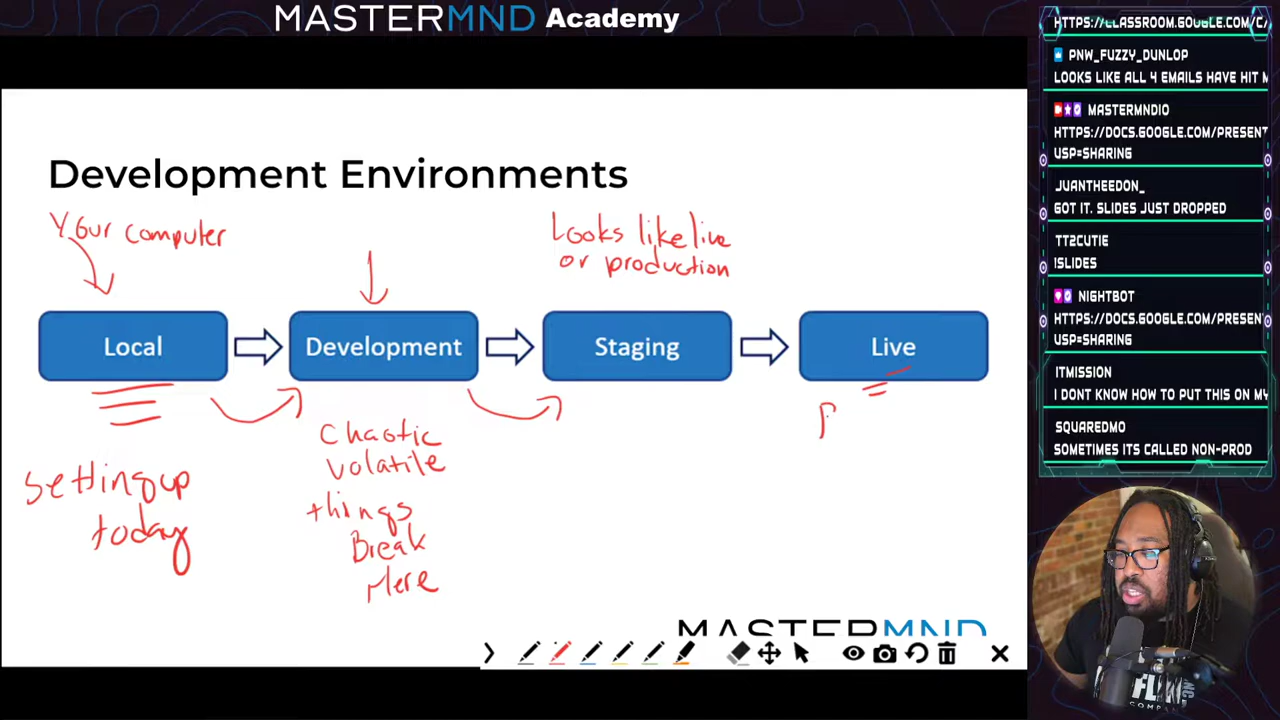 MASTERMND Academy
Development Environments
Your computer
Looks like live
or production
Local
Development
Staging
Live
P
Chaotic
volatile
things
Break
Here
setting up
today
MASTERMND
HTTPS://CLASSROOM.GOOGLE.COM/C/
PNW_FUZZY_DUNLOP
LOOKS LIKE ALL 4 EMAILS HAVE HIT M
MASTERMNDIO
HTTPS://DOCS.GOOGLE.COM/PRESENT
USP=SHARING
JUANTHEEDON_
GOT IT. SLIDES JUST DROPPED
TT2CUTIE
!SLIDES
NIGHTBOT
HTTPS://DOCS.GOOGLE.COM/PRESENT
USP=SHARING
ITMISSION
I DONT KNOW HOW TO PUT THIS ON MY
SQUAREDMO
SOMETIMES ITS CALLED NON-PROD